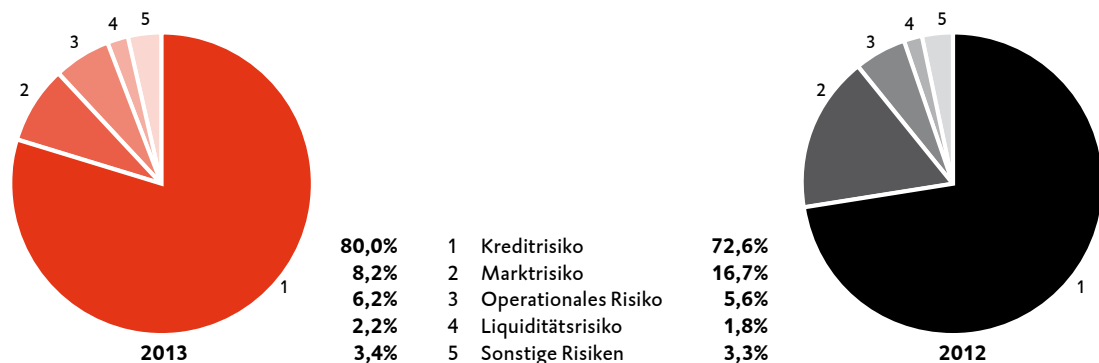 5
4
3
2
1
5
4
3
2
1
80,0% 1 Kreditrisiko 72,6%
8,2% 2 Marktrisiko 16,7%
6,2% 3 Operationales Risiko 5,6%
2,2% 4 Liquiditätsrisiko 1,8%
2013 3,4% 5 Sonstige Risiken 3,3% 2012